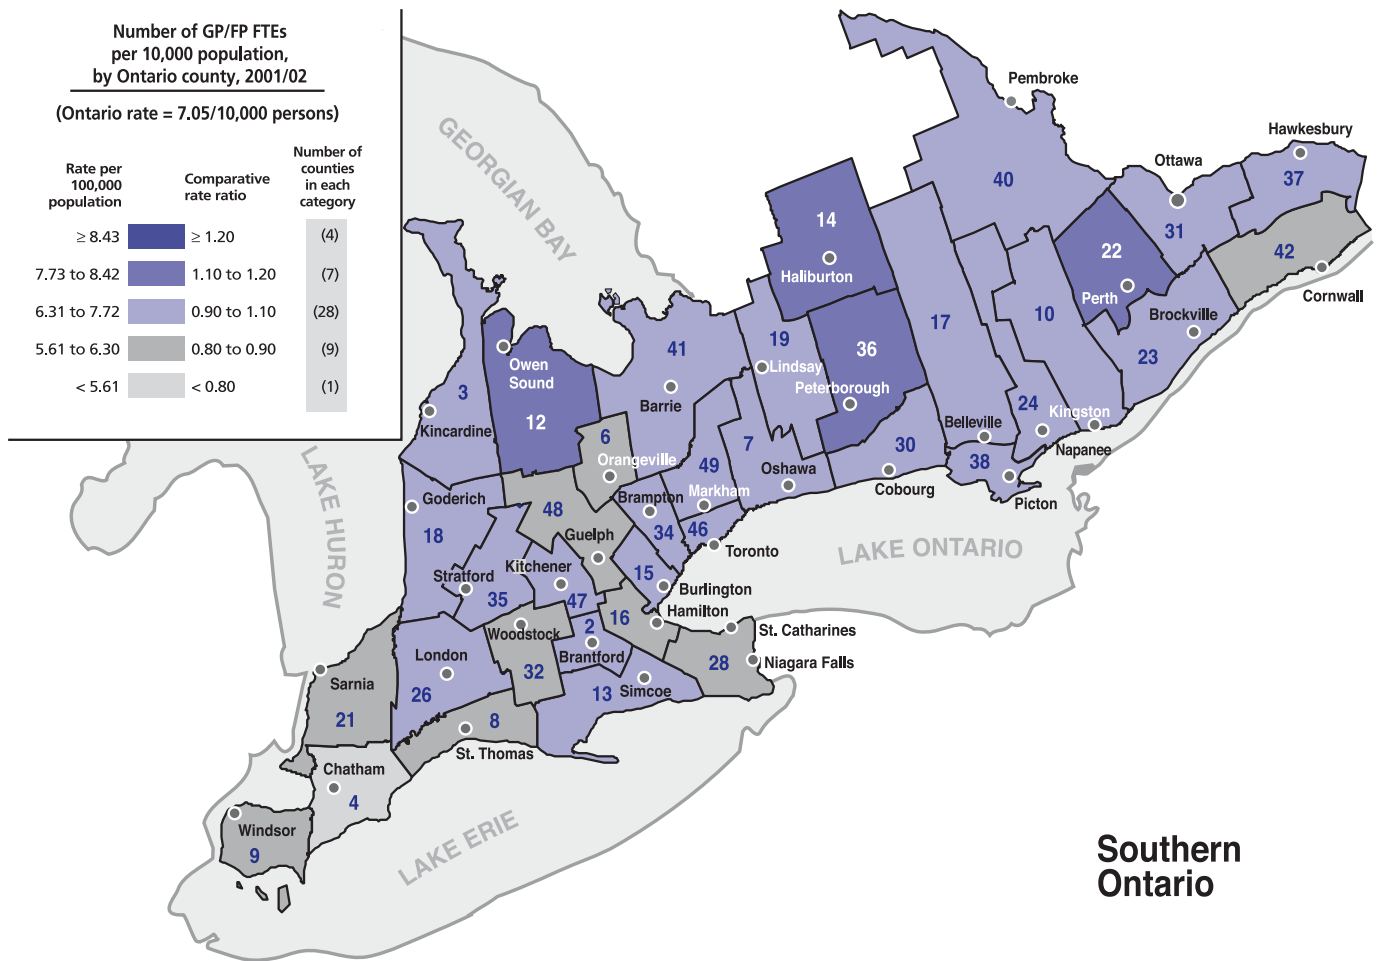 Number of GP/FP FTEs
per 10,000 population,
by Ontario county, 2001/02
(Ontario rate = 7.05/10,000 persons)
Rate per
100,000
population
Comparative
rate ratio
Number of
counties
in each
category
≥ 8.43 ≥ 1.20 (4)
7.73 to 8.42 1.10 to 1.20 (7)
6.31 to 7.72 0.90 to 1.10 (28)
5.61 to 6.30 0.80 to 0.90 (9)
< 5.61 < 0.80 (1)
GEORGIAN BAY
LAKE HURON
LAKE ONTARIO
LAKE ERIE
Pembroke
40
Hawkesbury
37
Ottawa
31
42
Cornwall
14
Haliburton
22
Perth
Brockville
23
17
10
19
Lindsay
36
Peterborough
41
Barrie
Owen
Sound
12
3
Kincardine
6
Orangeville
24
Kingston
Napanee
Belleville
38
Picton
30
Cobourg
7
Oshawa
49
Markham
46
Toronto
Brampton
34
Goderich
18
48
Guelph
Stratford
35
Kitchener
47
15
Burlington
Hamilton
16
St. Catharines
28
Niagara Falls
Woodstock
32
2
Brantford
13
Simcoe
London
26
8
St. Thomas
Sarnia
21
Chatham
4
Windsor
9
Southern
Ontario